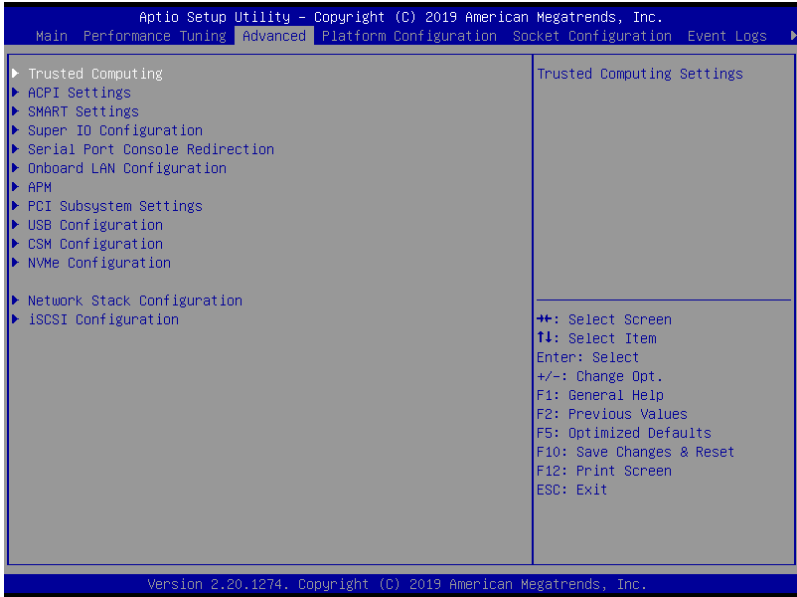 Aptio Setup Utility – Copyright (C) 2019 American Megatrends, Inc.
Main Performance Tuning Advanced Platform Configuration Socket Configuration Event Logs
Trusted Computing
ACPI Settings
SMART Settings
Super IO Configuration
Serial Port Console Redirection
Onboard LAN Configuration
APM
PCI Subsystem Settings
USB Configuration
CSM Configuration
NVMe Configuration
Network Stack Configuration
iSCSI Configuration
Trusted Computing Settings
→←: Select Screen
↑↓: Select Item
Enter: Select
+/-: Change Opt.
F1: General Help
F2: Previous Values
F5: Optimized Defaults
F10: Save Changes & Reset
F12: Print Screen
ESC: Exit
Version 2.20.1274. Copyright (C) 2019 American Megatrends, Inc.